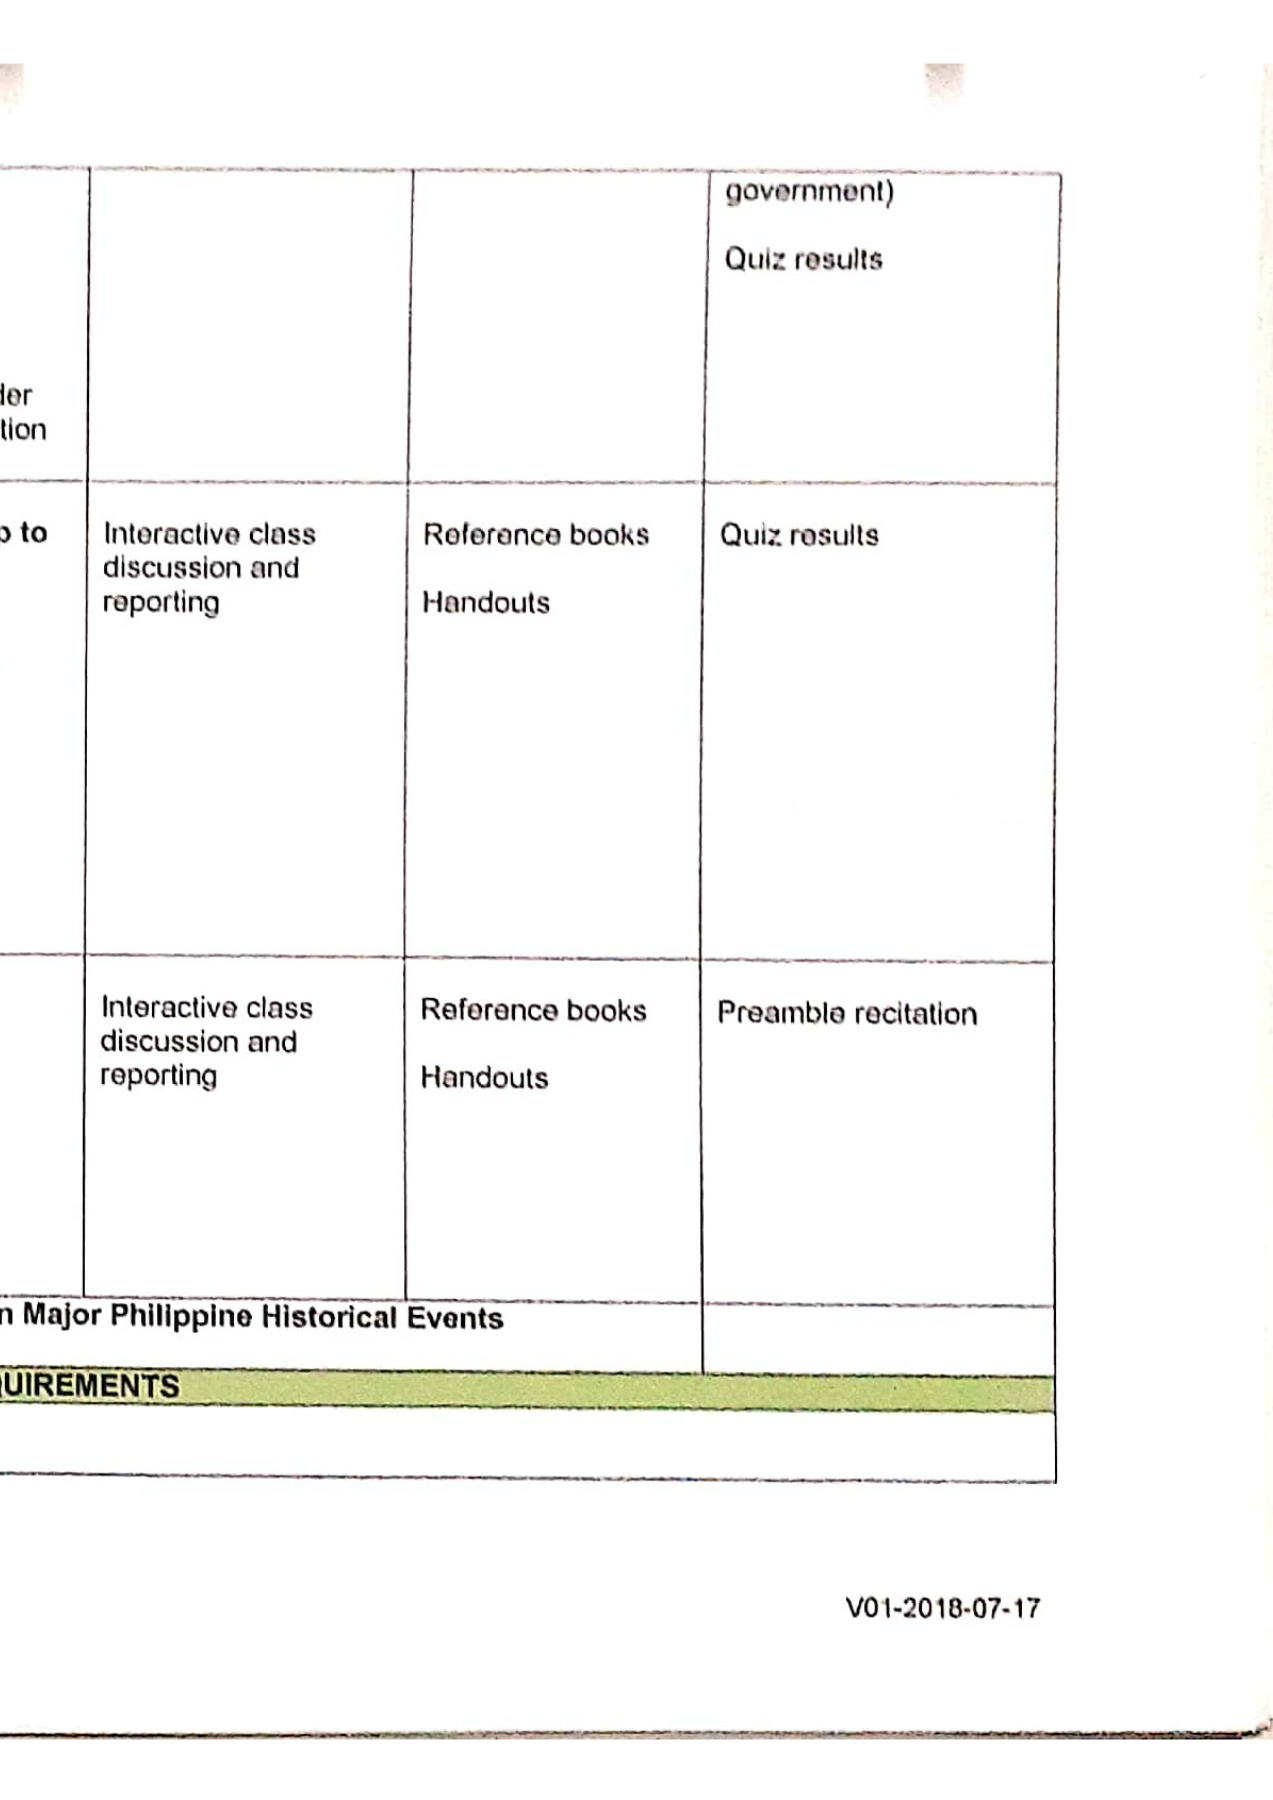 government)
Quiz results
der
tion
to
Interactive class
discussion and
reporting
Reference books
Handouts
Quiz results
Interactive class
discussion and
reporting
Reference books
Handouts
Preamble recitation
n Major Philippine Historical Events
QUIREMENTS
V01-2018-07-17